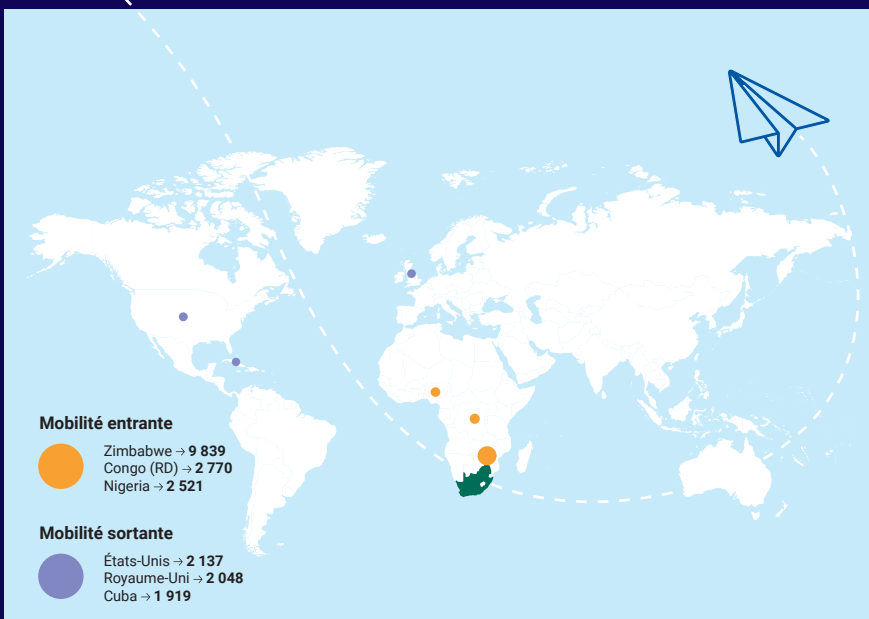 Mobilité entrante
Zimbabwe → 9 839
Congo (RD) → 2 770
Nigeria → 2 521
Mobilité sortante
États-Unis → 2 137
Royaume-Uni → 2 048
Cuba → 1 919